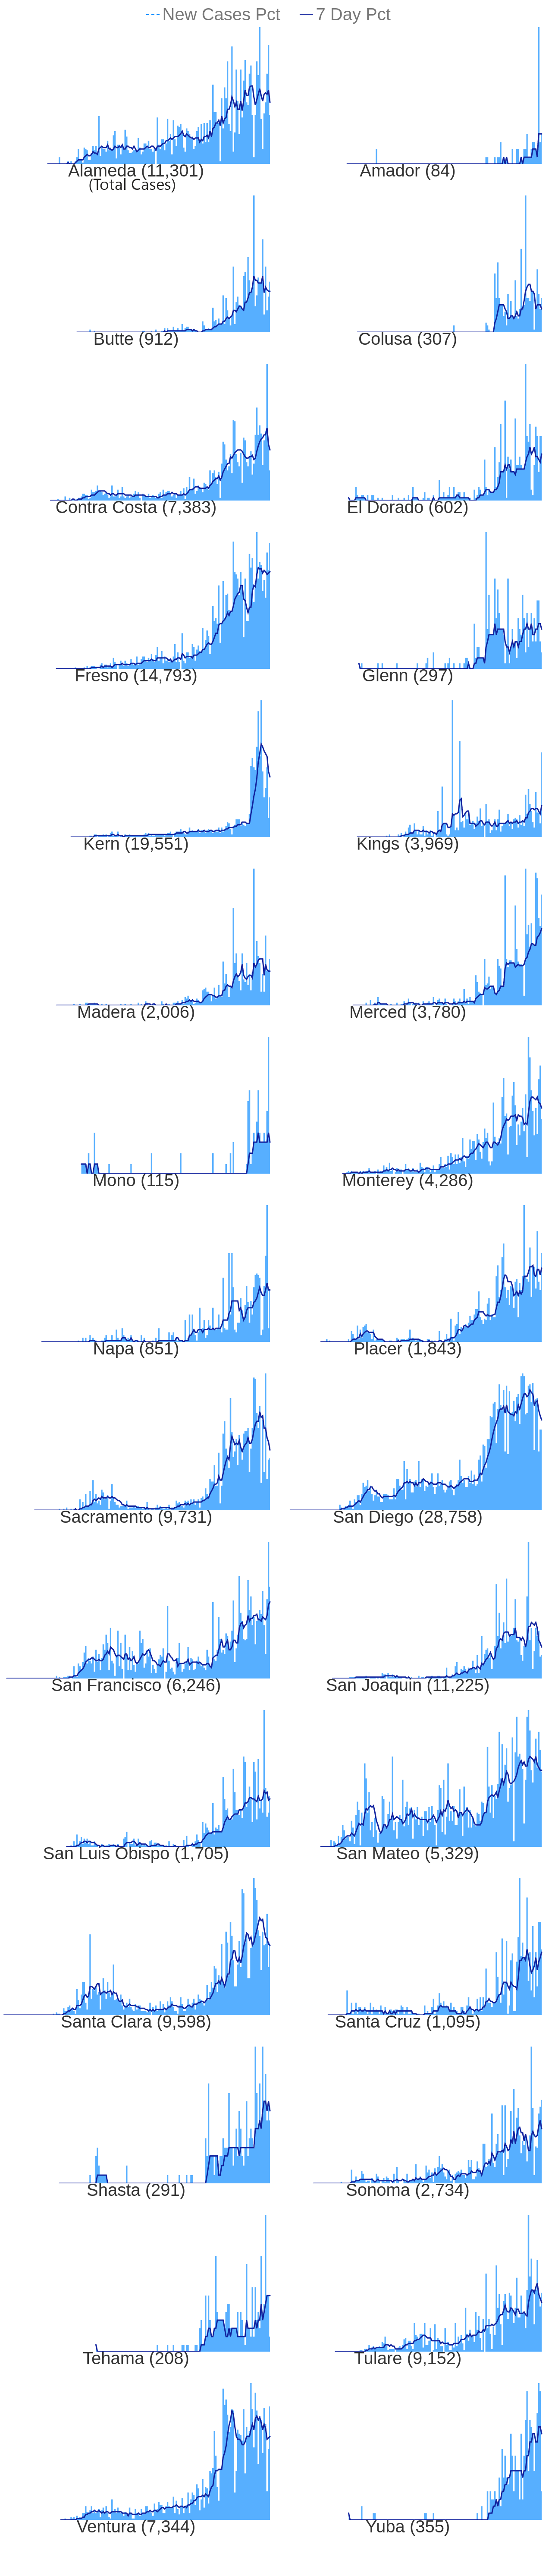 New Cases Pct 7 Day Pct
Alameda (11,301) Amador (84)
(Total Cases)
Butte (912) Colusa (307)
Contra Costa (7,383) El Dorado (602)
Fresno (14,793) Glenn (297)
Kern (19,551) Kings (3,969)
Madera (2,006) Merced (3,780)
Mono (115) Monterey (4,286)
Napa (851) Placer (1,843)
Sacramento (9,731) San Diego (28,758)
San Francisco (6,246) San Joaquin (11,225)
San Luis Obispo (1,705) San Mateo (5,329)
Santa Clara (9,598) Santa Cruz (1,095)
Shasta (291) Sonoma (2,734)
Tehama (208) Tulare (9,152)
Ventura (7,344) Yuba (355)